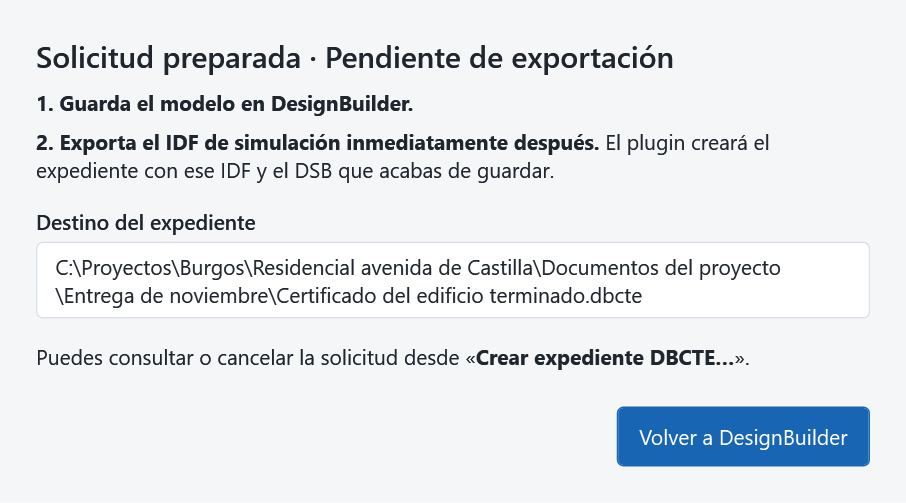 Solicitud preparada · Pendiente de exportación
1. Guarda el modelo en DesignBuilder.
2. Exporta el IDF de simulación inmediatamente después. El plugin creará el
expediente con ese IDF y el DSB que acabas de guardar.
Destino del expediente
C:\Proyectos\Burgos\Residencial avenida de Castilla\Documentos del proyecto
\Entrega de noviembre\Certificado del edificio terminado.dbcte
Puedes consultar o cancelar la solicitud desde «Crear expediente DBCTE...».
Volver a DesignBuilder